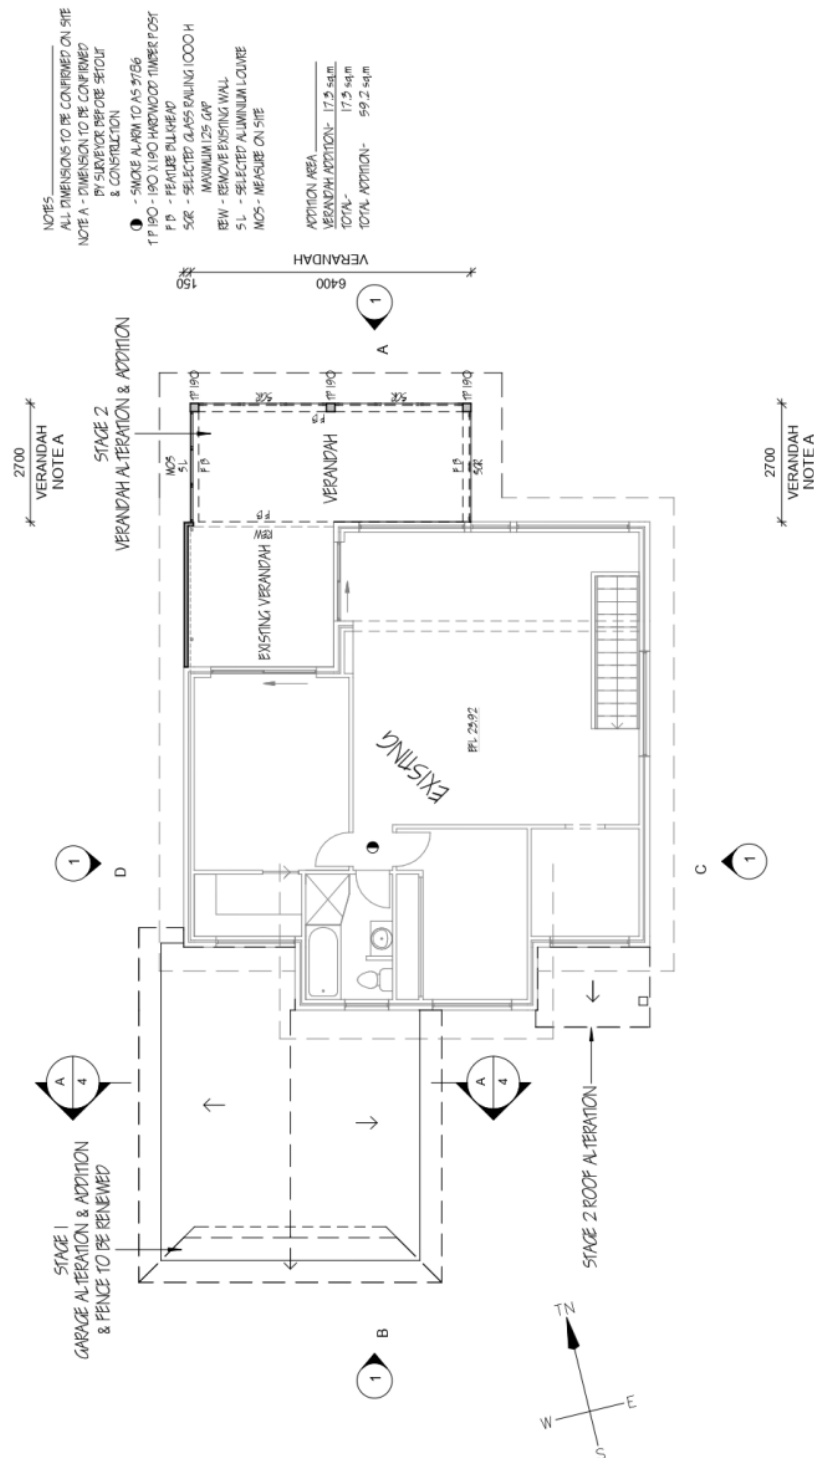 NOTES
ALL DIMENSIONS TO BE CONFIRMED ON SITE
NOTE A - DIMENSION TO BE CONFIRMED
BY SURVEYOR BEFORE SETOUT
& CONSTRUCTION
- SMOKE ALARM TO AS 3786
T P 190 - 190 X 190 HARDWOOD TIMBER POST
F B - FEATURE BULKHEAD
SGR - SELECTED GLASS RAILING 1000 H
MAXIMUM 125 GAP
REW - REMOVE EXISTING WALL
S L - SELECTED ALUMINIUM LOUVRE
MOS - MEASURE ON SITE
ADDITION AREA
VERANDAH ADDITION- 17.3 sq.m
TOTAL- 17.3 sq.m
TOTAL ADDITION- 59.2 sq.m
VERANDAH
150
6400
1
A
2700
VERANDAH
NOTE A
STAGE 2
VERANDAH ALTERATION & ADDITION
TP 190
SGR
TP 190
SGR
TP 190
MOS
S L
F B
F B
VERANDAH
F B
SGR
2700
VERANDAH
NOTE A
F B
REW
EXISTING VERANDAH
EXISTING
EFL 23.92
1
D
C
1
A
4
A
4
STAGE 1
GARAGE ALTERATION & ADDITION
& FENCE TO BE RENEWED
STAGE 2 ROOF ALTERATION
B
1
TN
W
E
S